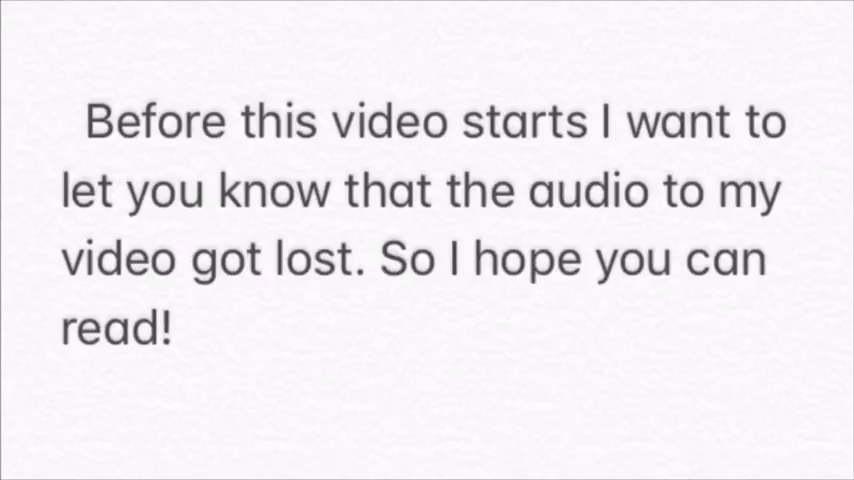 Before this video starts I want to
let you know that the audio to my
video got lost. So I hope you can
read!